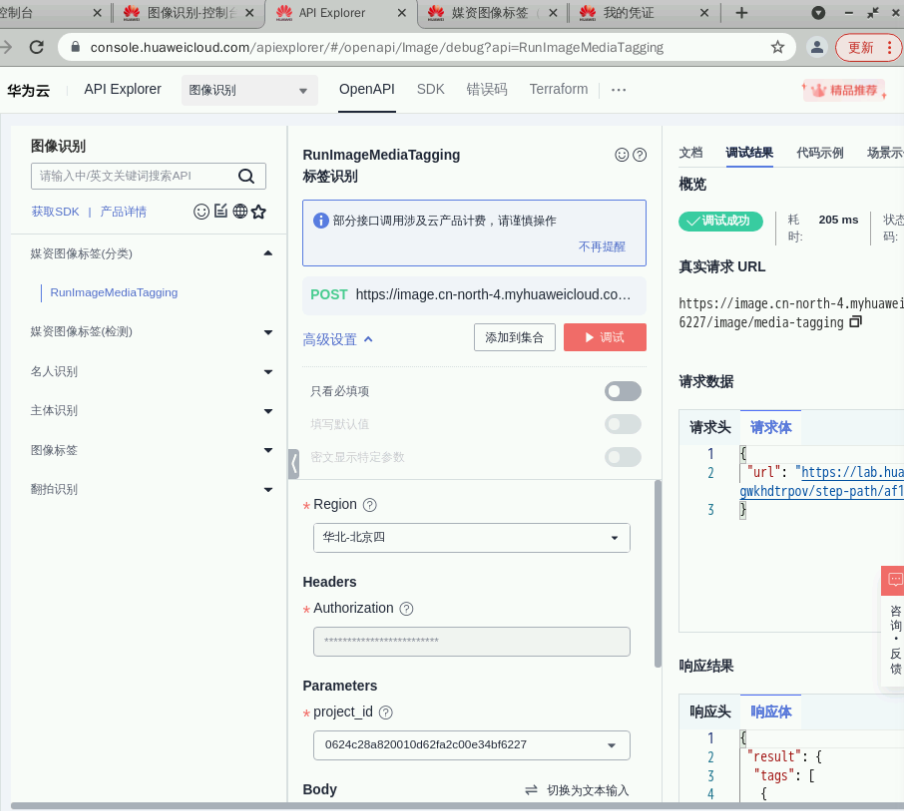 控制台
图像识别-控制台
API Explorer
媒资图像标签（
我的凭证
console.huaweicloud.com/apiexplorer/#/openapi/Image/debug?api=RunImageMediaTagging
更新
华为云
API Explorer
图像识别
OpenAPI
SDK
错误码
Terraform
精品推荐
图像识别
请输入中/英文关键词搜索API
获取SDK | 产品详情
媒资图像标签(分类)
RunImageMediaTagging
媒资图像标签(检测)
名人识别
主体识别
图像标签
翻拍识别
RunImageMediaTagging
标签识别
部分接口调用涉及云产品计费，请谨慎操作
不再提醒
POST https://image.cn-north-4.myhuaweicloud.co...
高级设置
添加到集合
调试
只看必填项
填写默认值
密文显示特定参数
* Region
华北-北京四
Headers
* Authorization
**************************
Parameters
* project_id
0624c28a820010d62fa2c00e34bf6227
Body
切换为文本输入
文档
调试结果
代码示例
场景示
概览
调试成功
耗时:
205 ms
状态码:
真实请求 URL
https://image.cn-north-4.myhuawei
6227/image/media-tagging
请求数据
请求头
请求体
1 {
2 "url": "https://lab.hua
gwkhdtrpov/step-path/af1
3 }
咨询・反馈
响应结果
响应头
响应体
1 {
2 "result": {
3 "tags": [
4 {